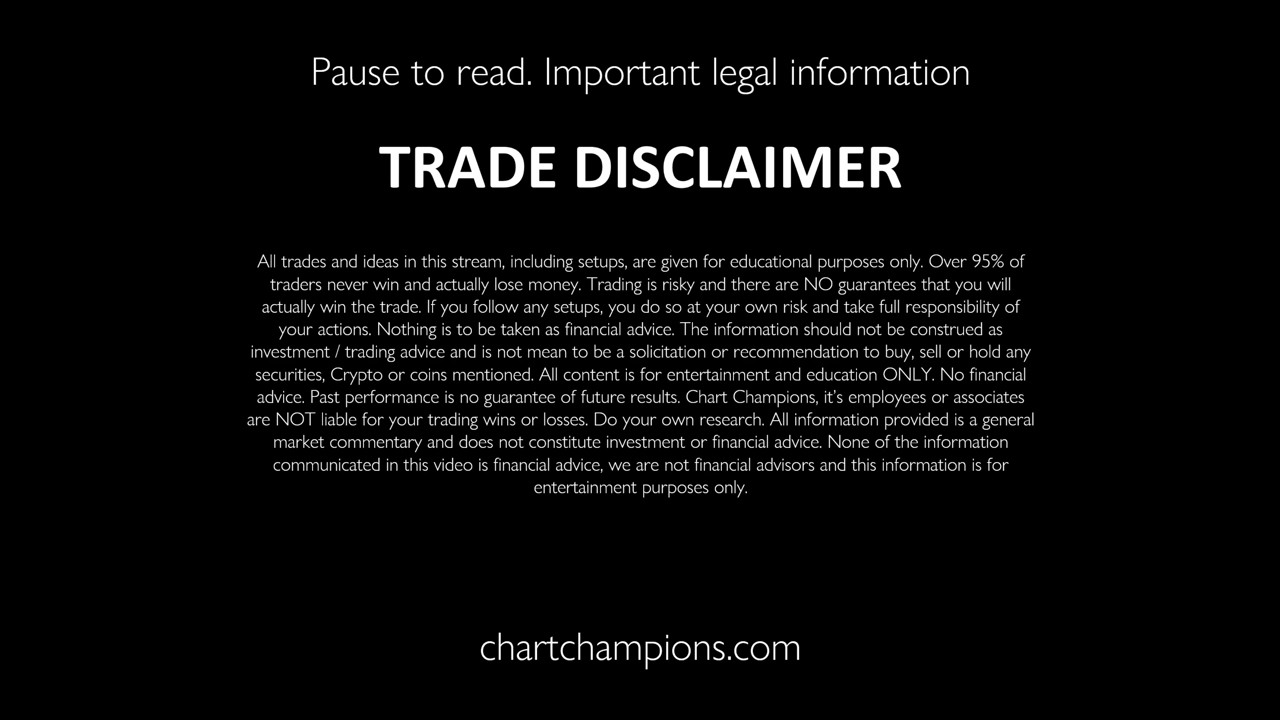 Pause to read. Important legal information
TRADE DISCLAIMER
All trades and ideas in this stream, including setups, are given for educational purposes only. Over 95% of
traders never win and actually lose money. Trading is risky and there are NO guarantees that you will
actually win the trade. If you follow any setups, you do so at your own risk and take full responsibility of
your actions. Nothing is to be taken as financial advice. The information should not be construed as
investment / trading advice and is not mean to be a solicitation or recommendation to buy, sell or hold any
securities, Crypto or coins mentioned. All content is for entertainment and education ONLY. No financial
advice. Past performance is no guarantee of future results. Chart Champions, it's employees or associates
are NOT liable for your trading wins or losses. Do your own research. All information provided is a general
market commentary and does not constitute investment or financial advice. None of the information
communicated in this video is financial advice, we are not financial advisors and this information is for
entertainment purposes only.
chartchampions.com